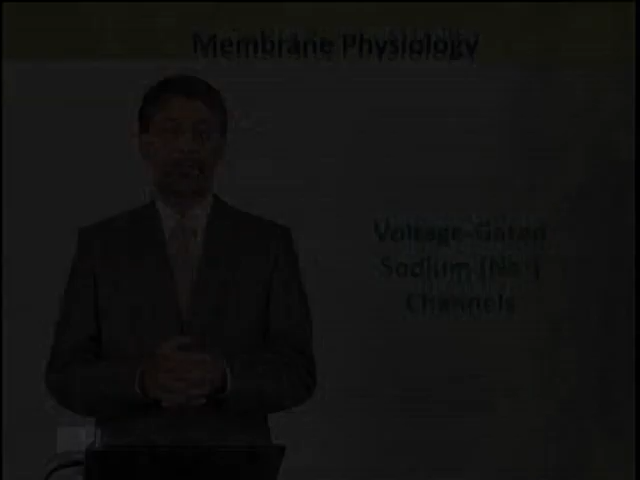 Membrane Physiology
Voltage-Gated
Sodium (Na+)
Channels